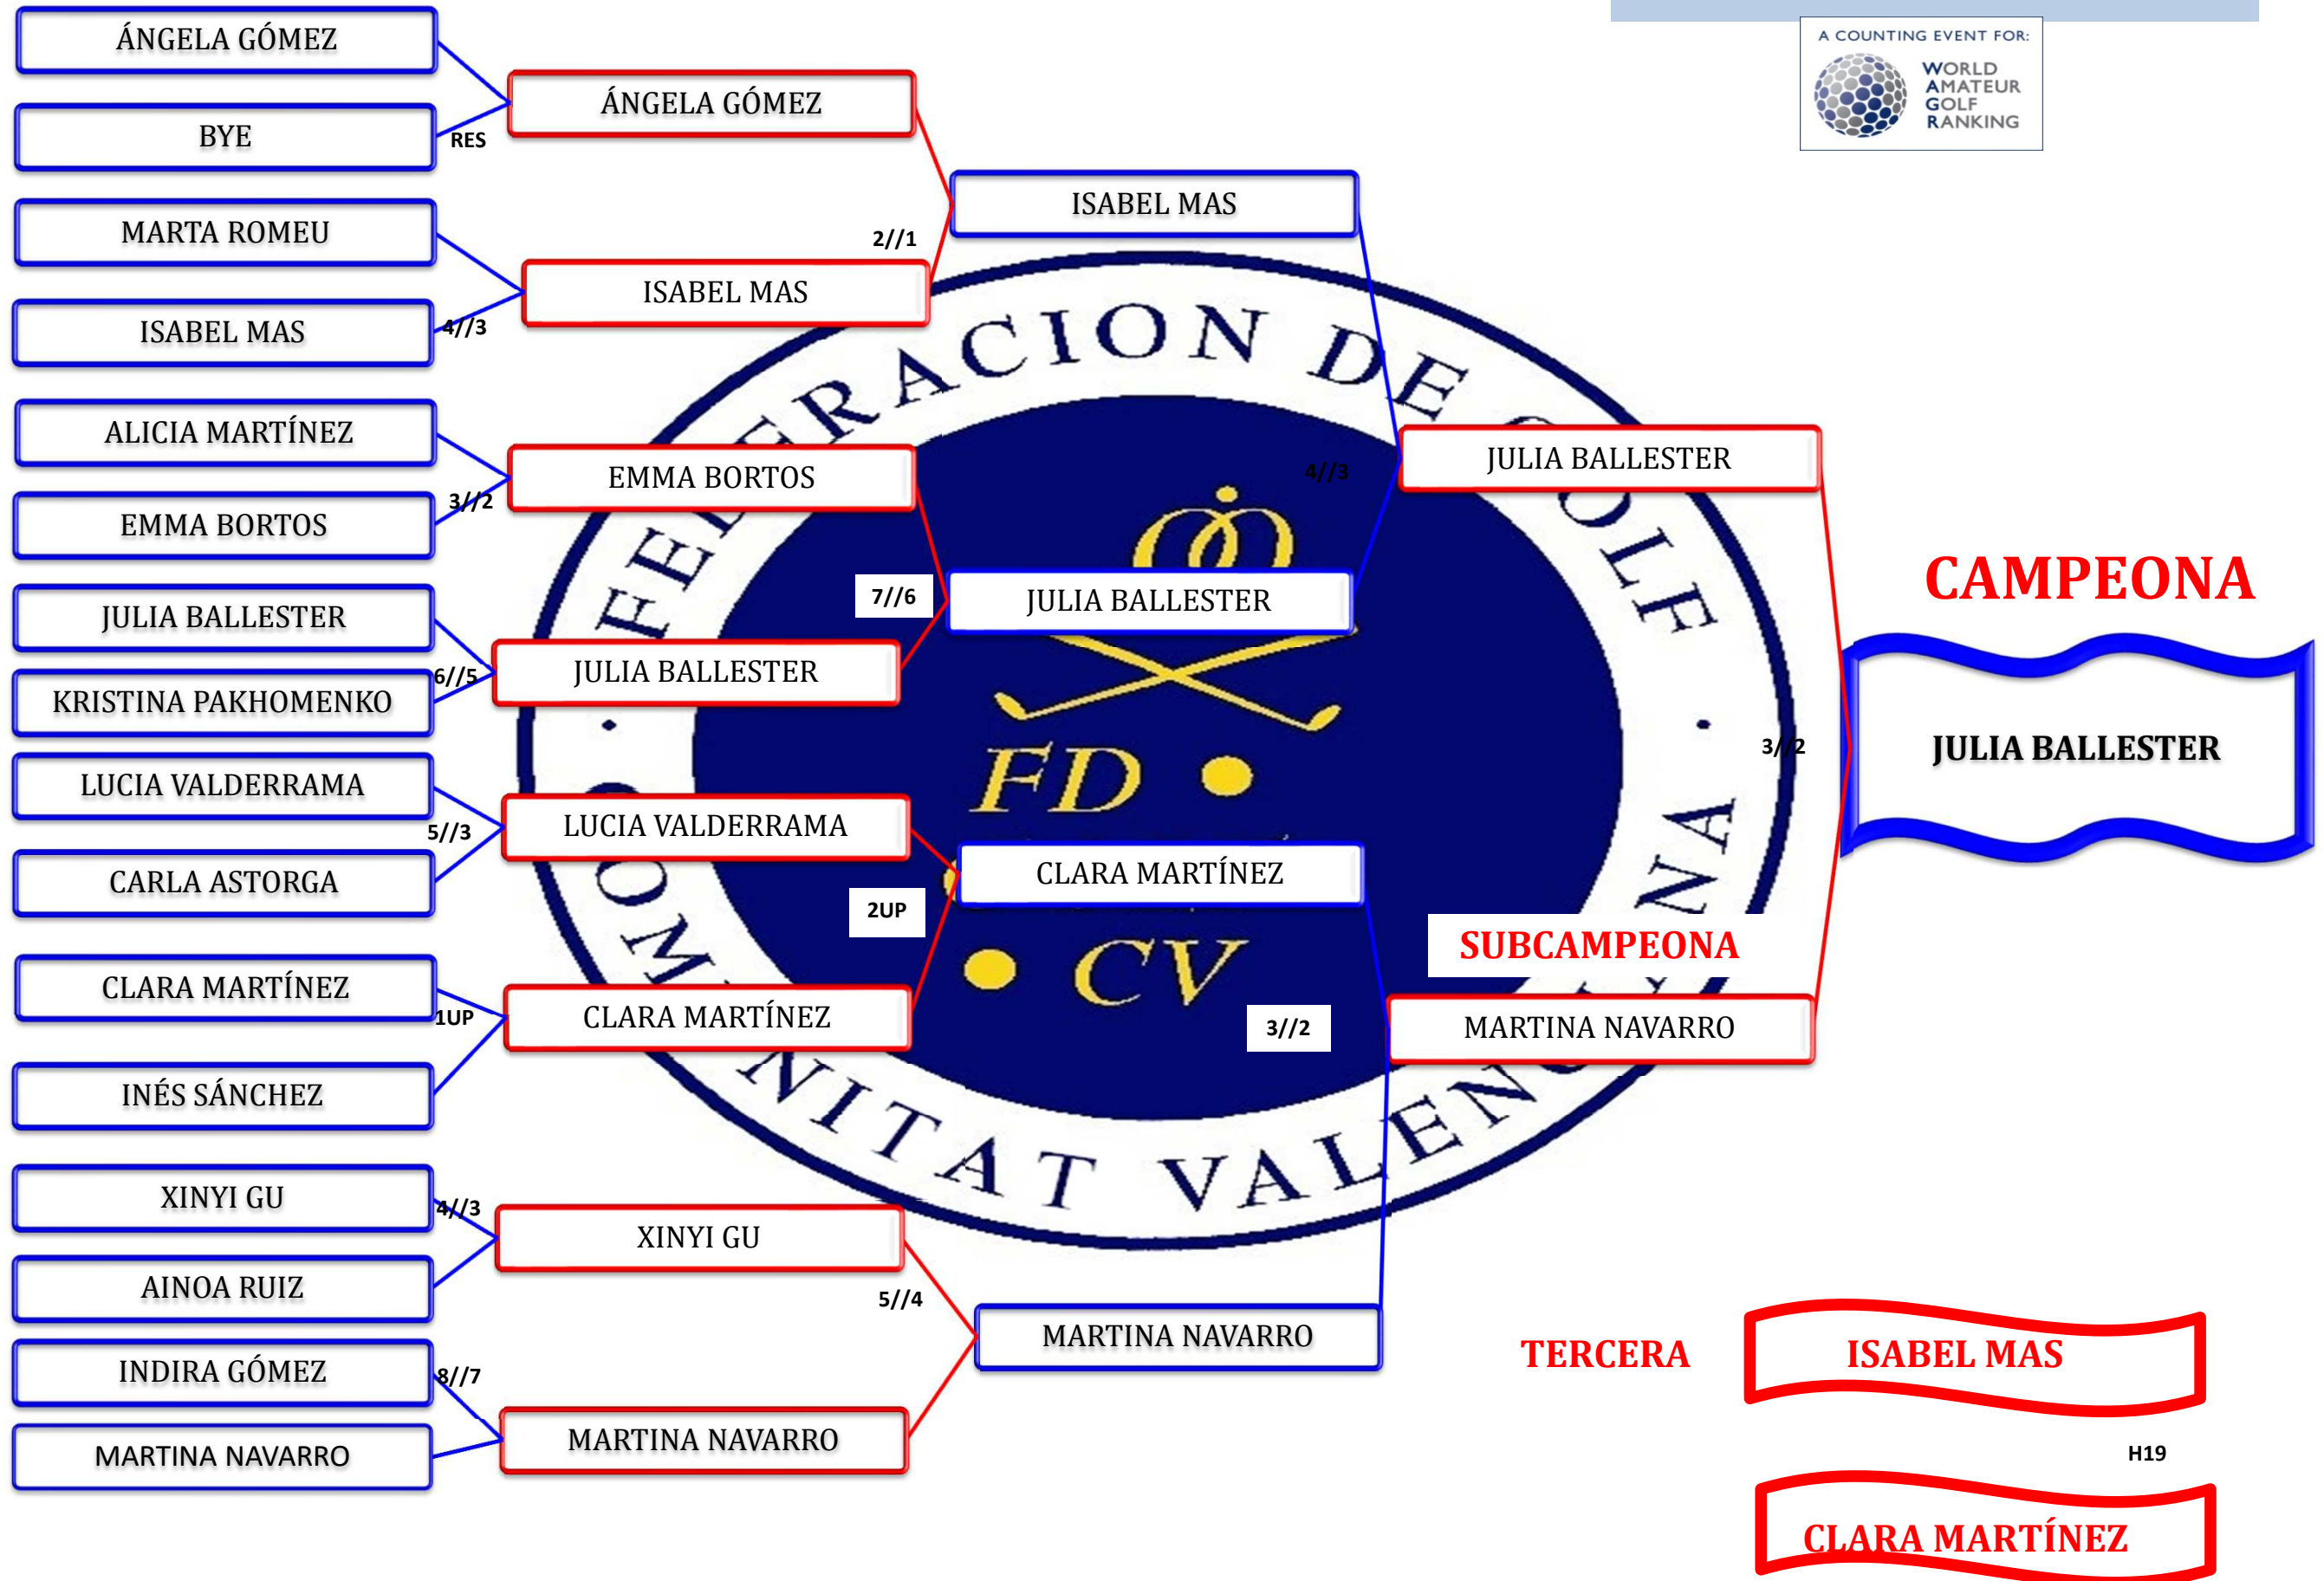 A COUNTING EVENT FOR:
WORLD
AMATEUR
GOLF
RANKING
ÁNGELA GÓMEZ
BYE
RES
MARTA ROMEU
ISABEL MAS
4//3
ALICIA MARTÍNEZ
EMMA BORTOS
3//2
JULIA BALLESTER
KRISTINA PAKHOMENKO
6//5
LUCIA VALDERRAMA
CARLA ASTORGA
5//3
CLARA MARTÍNEZ
INÉS SÁNCHEZ
1UP
XINYI GU
AINOA RUIZ
4//3
INDIRA GÓMEZ
MARTINA NAVARRO
8//7
ÁNGELA GÓMEZ
ISABEL MAS
2//1
EMMA BORTOS
JULIA BALLESTER
7//6
LUCIA VALDERRAMA
CLARA MARTÍNEZ
2UP
XINYI GU
MARTINA NAVARRO
5//4
ISABEL MAS
JULIA BALLESTER
4//3
CLARA MARTÍNEZ
MARTINA NAVARRO
3//2
JULIA BALLESTER
SUBCAMPEONA
MARTINA NAVARRO
3//2
CAMPEONA
JULIA BALLESTER
TERCERA
ISABEL MAS
H19
CLARA MARTÍNEZ
FD
CV